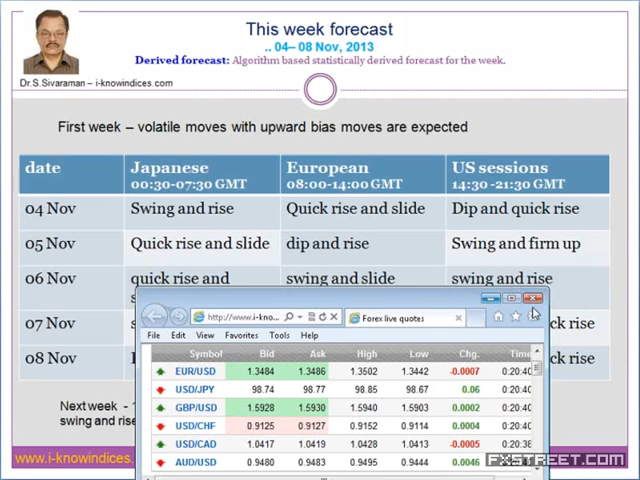 This week forecast
.. 04– 08 Nov, 2013
Derived forecast: Algorithm based statistically derived forecast for the week.
Dr.S.Sivaraman – i-knowindices.com
First week – volatile moves with upward bias moves are expected
date Japanese European US sessions
00:30-07:30 GMT 08:00-14:00 GMT 14:30 -21:30 GMT
04 Nov Swing and rise Quick rise and slide Dip and quick rise
05 Nov Quick rise and slide dip and rise Swing and firm up
06 Nov quick rise and swing and slide swing and rise
http://www.i-kno...
Forex live quotes
07 Nov ck rise
File Edit View Favorites Tools Help
08 Nov ck rise
Symbol Bid Ask High Low Chg. Time
EUR/USD 1.3484 1.3486 1.3502 1.3442 -0.0007 0:20:40
USD/JPY 98.74 98.77 98.85 98.67 0.06 0:20:40
GBP/USD 1.5928 1.5930 1.5940 1.5903 0.0002 0:20:40
USD/CHF 0.9125 0.9127 0.9152 0.9114 0.0004 0:20:40
USD/CAD 1.0417 1.0419 1.0428 1.0413 -0.0005 0:20:38
AUD/USD 0.9480 0.9483 0.9495 0.9444 0.0046
Next week -
swing and rise
www.i-knowindices.
FXSTREET.COM